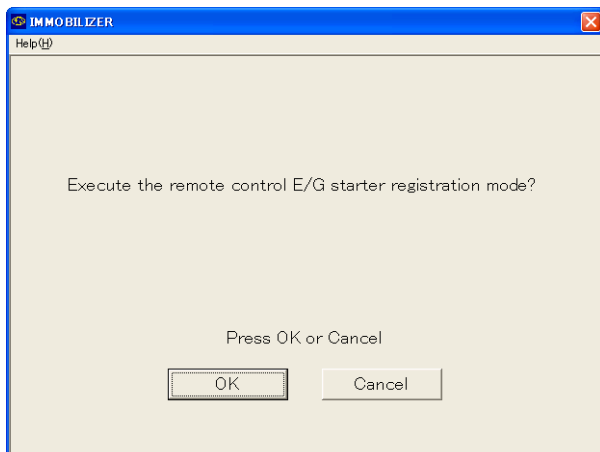 IMMOBILIZER
Help(H)
Execute the remote control E/G starter registration mode?
Press OK or Cancel
OK Cancel